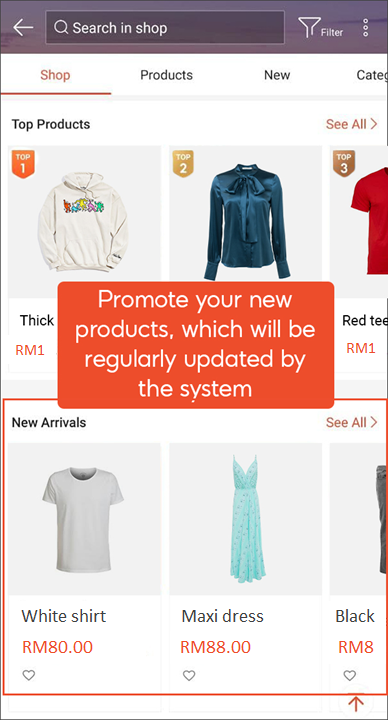 Search in shop
Filter
Shop Products New Categ
Top Products See All
TOP 1
TOP 2
TOP 3
Promote your new
products, which will be
regularly updated by
the system
Thick
Red tee
RM1
RM1
New Arrivals See All
White shirt Maxi dress Black
RM80.00 RM88.00 RM8